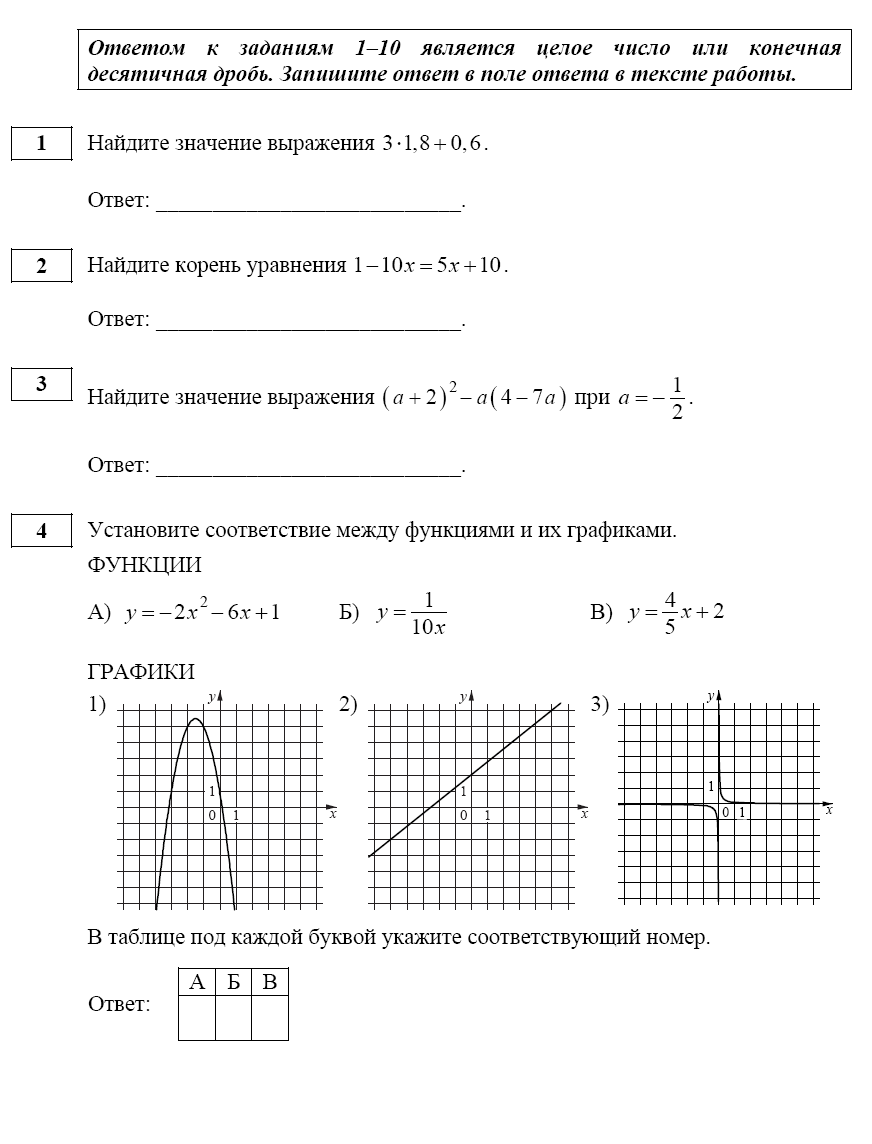 Ответом к заданиям 1–10 является целое число или конечная
десятичная дробь. Запишите ответ в поле ответа в тексте работы.
1 Найдите значение выражения 3·1,8+0,6.
Ответ: ____________________________.
2 Найдите корень уравнения 1−10x=5x+10.
Ответ: ____________________________.
3 Найдите значение выражения (a+2)²−a(4−7a) при a=−1/2.
Ответ: ____________________________.
4 Установите соответствие между функциями и их графиками.
ФУНКЦИИ
А) y=−2x²−6x+1 Б) y=1/10x В) y=4/5x+2
ГРАФИКИ
1) y 1 0 1 x 2) y 1 0 1 x 3) y 1 0 1 x
В таблице под каждой буквой укажите соответствующий номер.
А Б В
Ответ: